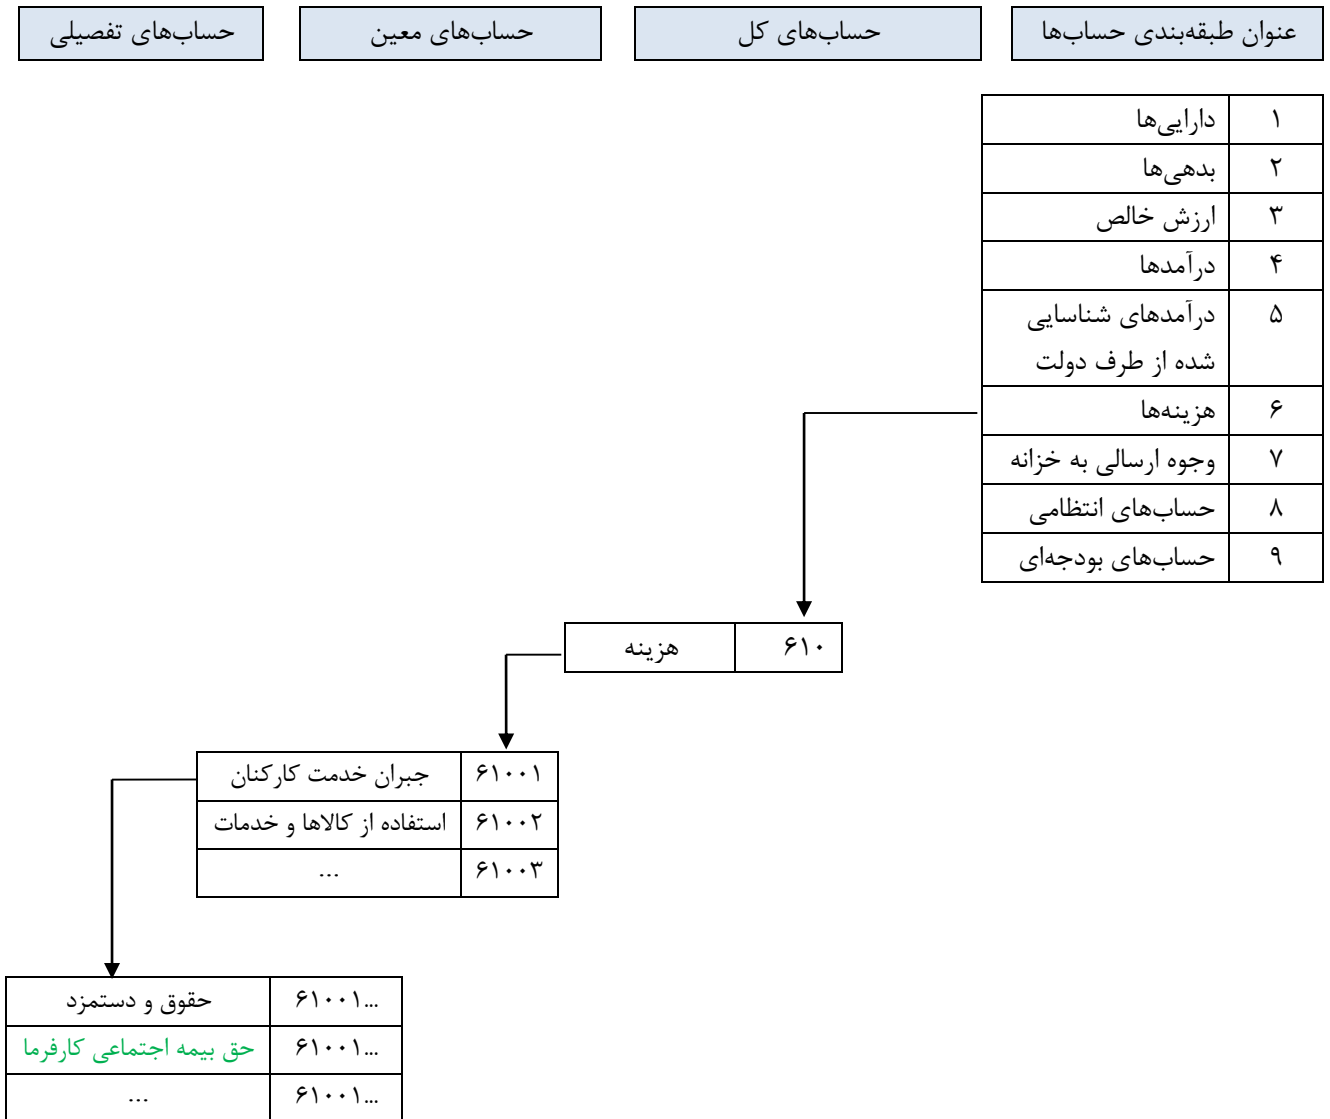 عنوان طبقه‌بندی حساب‌ها
حساب‌های کل
حساب‌های معین
حساب‌های تفصیلی
۱ دارایی‌ها
۲ بدهی‌ها
۳ ارزش خالص
۴ درآمدها
۵ درآمدهای شناسایی
شده از طرف دولت
۶ هزینه‌ها
۷ وجوه ارسالی به خزانه
۸ حساب‌های انتظامی
۹ حساب‌های بودجه‌ای
۶۱۰ هزینه
۶۱۰۰۱ جبران خدمت کارکنان
۶۱۰۰۲ استفاده از کالاها و خدمات
۶۱۰۰۳ ...
۶۱۰۰۱... حقوق و دستمزد
۶۱۰۰۱... حق بیمه اجتماعی کارفرما
۶۱۰۰۱... ...